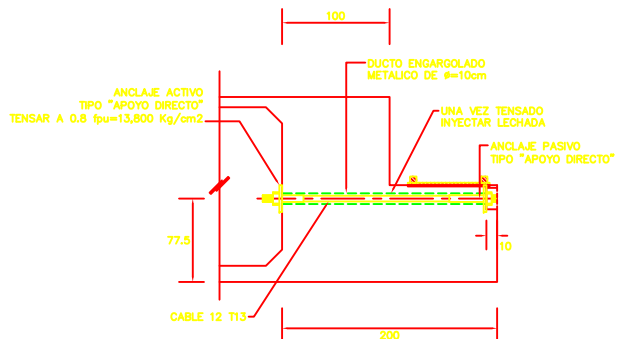 100
DUCTO ENGARGOLADO
METALICO DE ø=10cm
ANCLAJE ACTIVO
TIPO "APOYO DIRECTO"
TENSAR A 0.8 fpu=13,800 Kg/cm2
UNA VEZ TENSADO
INYECTAR LECHADA
ANCLAJE PASIVO
TIPO "APOYO DIRECTO"
77.5
10
CABLE 12 T13
200